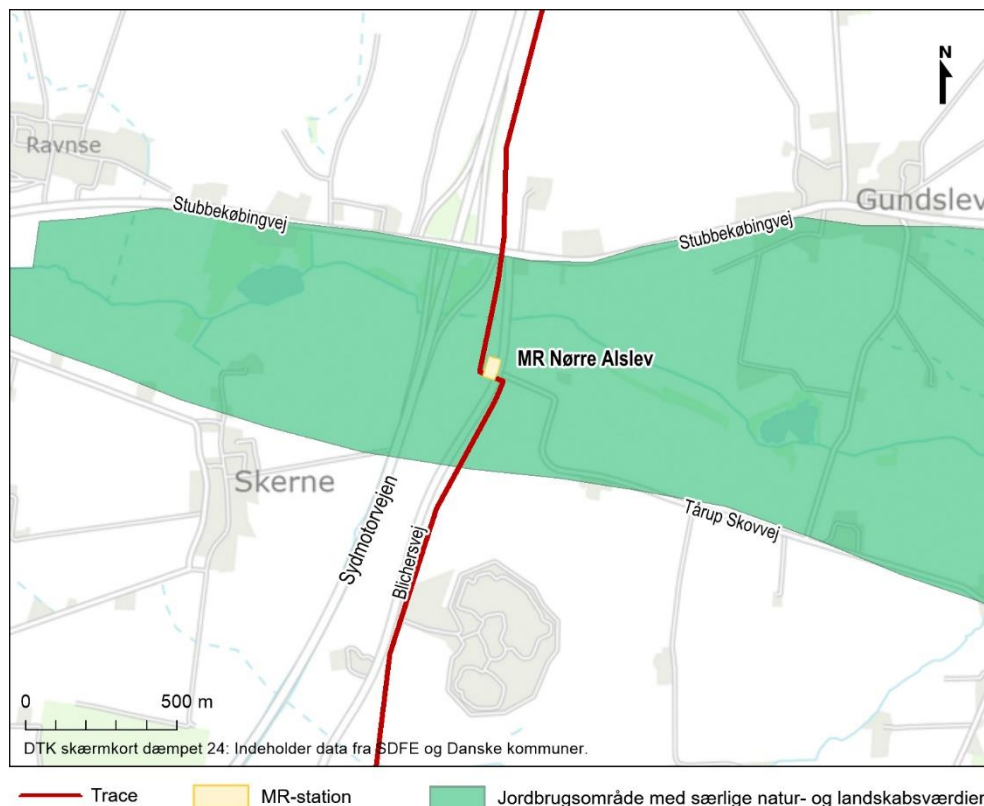 N
Ravnse
Stubbekøbingvej
Stubbekøbingvej
Gundslev
MR Nørre Alslev
Skerne
Sydmotorvejen
Blichersvej
Tårup Skovvej
0 500 m
DTK skærmkort dæmpet 24: Indeholder data fra SDFE og Danske kommuner.
Trace MR-station Jordbrugsområde med særlige natur- og landskabsværdier